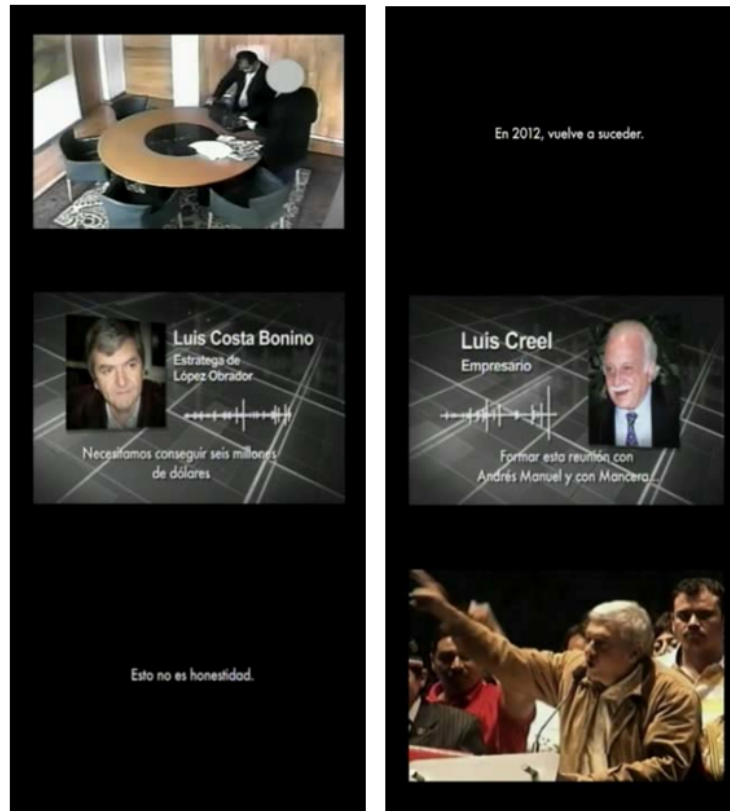 Luis Costa Bonino
Estratega de
López Obrador
Necesitamos conseguir seis millones
de dólares
Esto no es honestidad.
En 2012, vuelve a suceder.
Luís Creel
Empresario
Formar esta reunión con
Andrés Manuel y con Mancera...